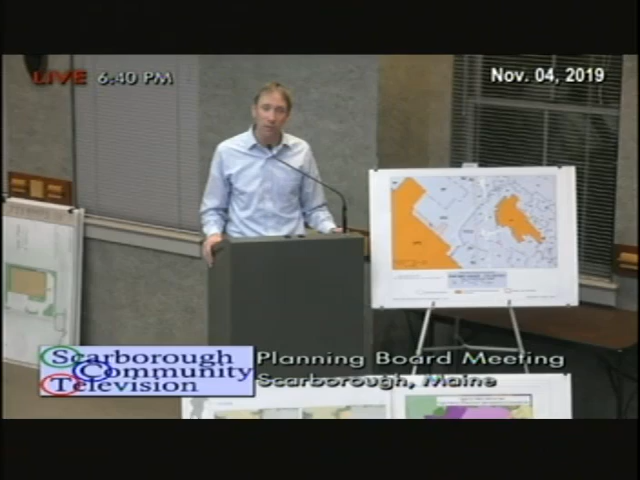 LIVE 6:40 PM
Nov. 04, 2019
Scarborough
Community
Television
Planning Board Meeting
Scarborough, Maine